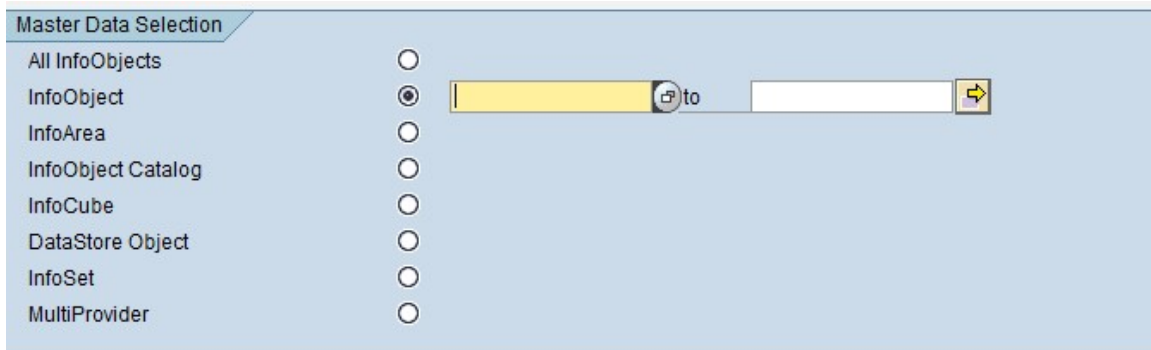 Master Data Selection
All InfoObjects
InfoObject to
InfoArea
InfoObject Catalog
InfoCube
DataStore Object
InfoSet
MultiProvider